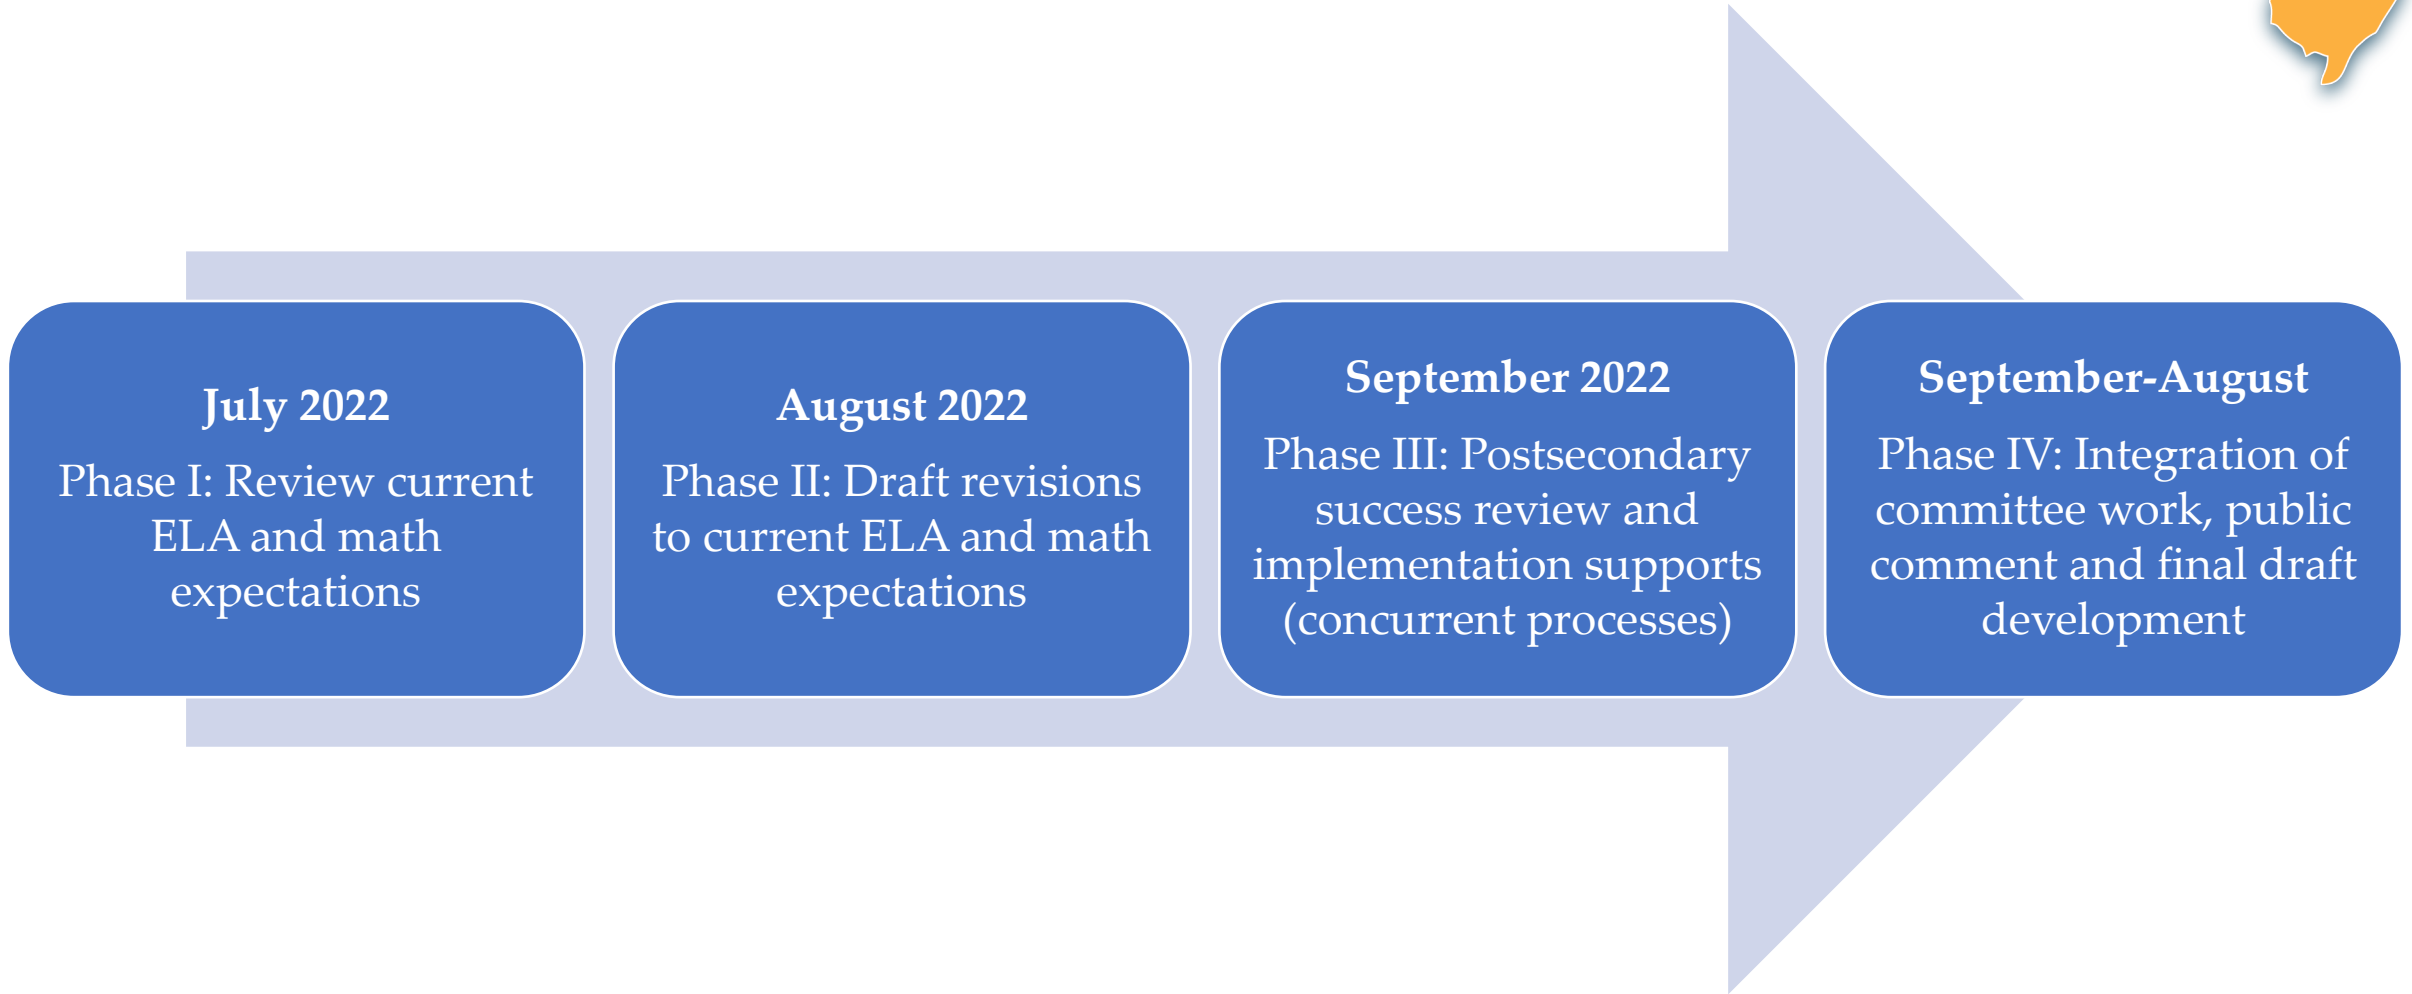 July 2022
Phase I: Review current
ELA and math
expectations
August 2022
Phase II: Draft revisions
to current ELA and math
expectations
September 2022
Phase III: Postsecondary
success review and
implementation supports
(concurrent processes)
September-August
Phase IV: Integration of
committee work, public
comment and final draft
development